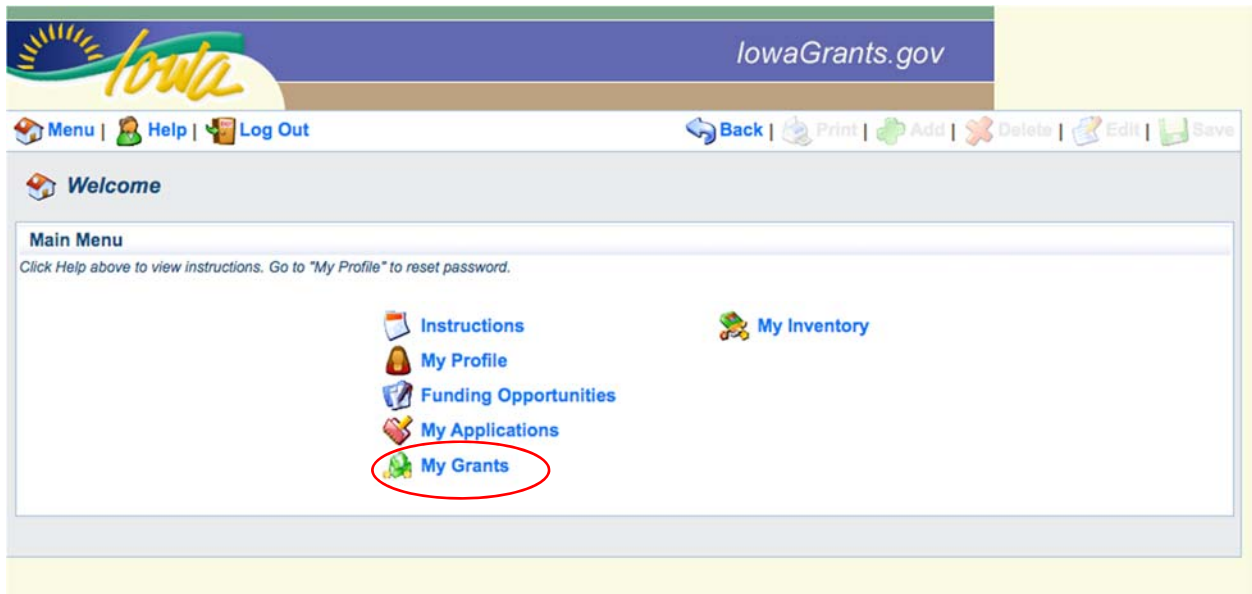 Iowa
IowaGrants.gov
Menu | Help | Log Out
Back | Print | Add | Delete | Edit | Save
Welcome
Main Menu
Click Help above to view instructions. Go to "My Profile" to reset password.
Instructions
My Profile
Funding Opportunities
My Applications
My Grants
My Inventory